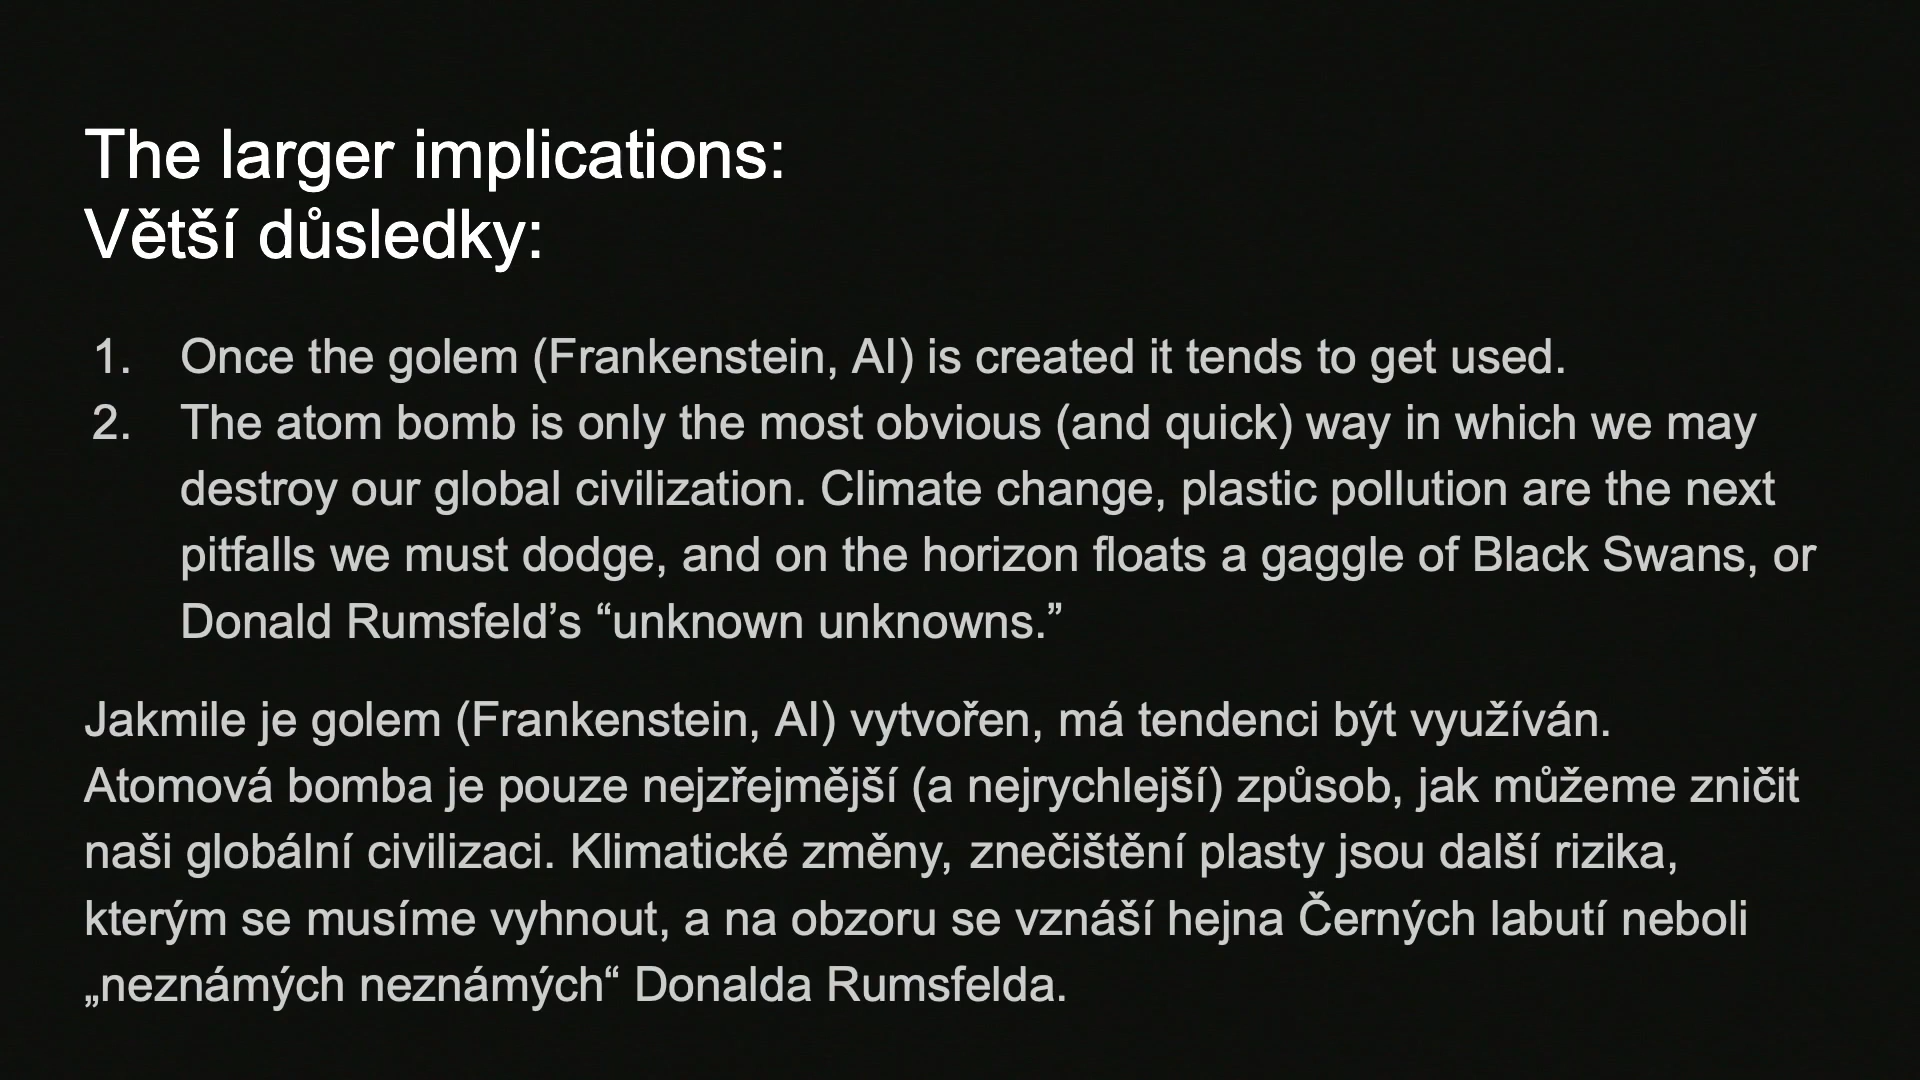 The larger implications:
Větší důsledky:
1. Once the golem (Frankenstein, AI) is created it tends to get used.
2. The atom bomb is only the most obvious (and quick) way in which we may
destroy our global civilization. Climate change, plastic pollution are the next
pitfalls we must dodge, and on the horizon floats a gaggle of Black Swans, or
Donald Rumsfeld’s “unknown unknowns.”
Jakmile je golem (Frankenstein, AI) vytvořen, má tendenci být využíván.
Atomová bomba je pouze nejzřejmější (a nejrychlejší) způsob, jak můžeme zničit
naši globální civilizaci. Klimatické změny, znečištění plasty jsou další rizika,
kterým se musíme vyhnout, a na obzoru se vznáší hejna Černých labutí neboli
„neznámých neznámých“ Donalda Rumsfelda.